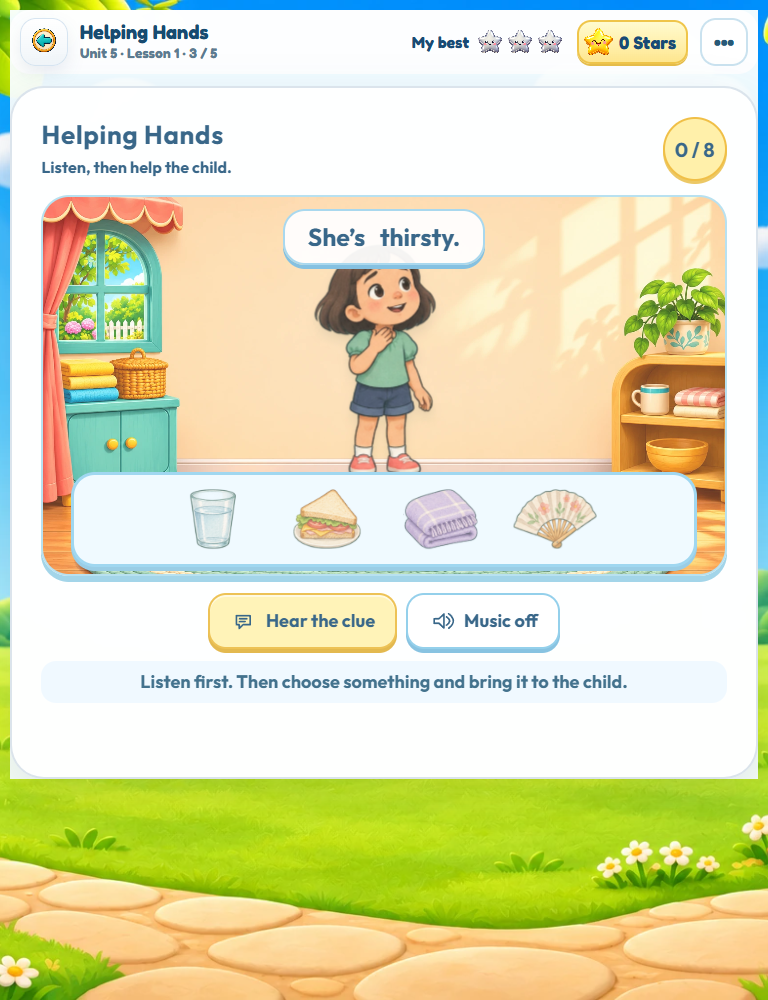 Helping Hands
Unit 5 · Lesson 1 · 3 / 5
My best
0 Stars
Helping Hands
Listen, then help the child.
0 / 8
She's thirsty.
Hear the clue
Music off
Listen first. Then choose something and bring it to the child.